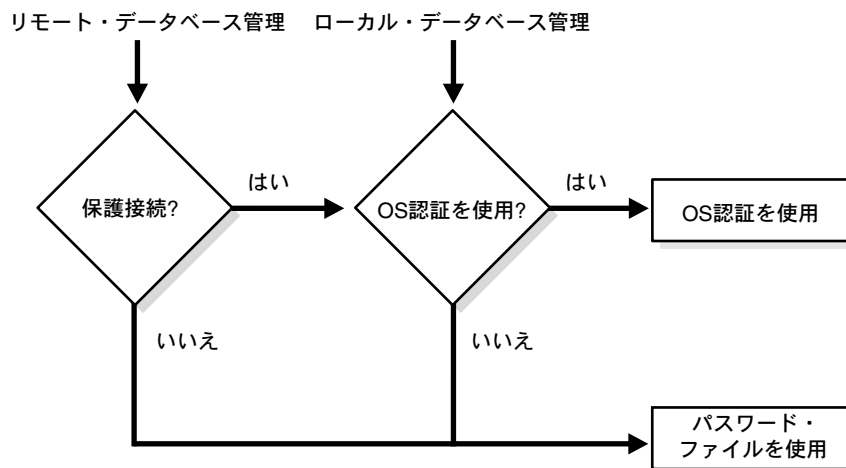 リモート・データベース管理
ローカル・データベース管理
保護接続?
はい
OS認証を使用?
はい
OS認証を使用
いいえ
いいえ
パスワード・
ファイルを使用